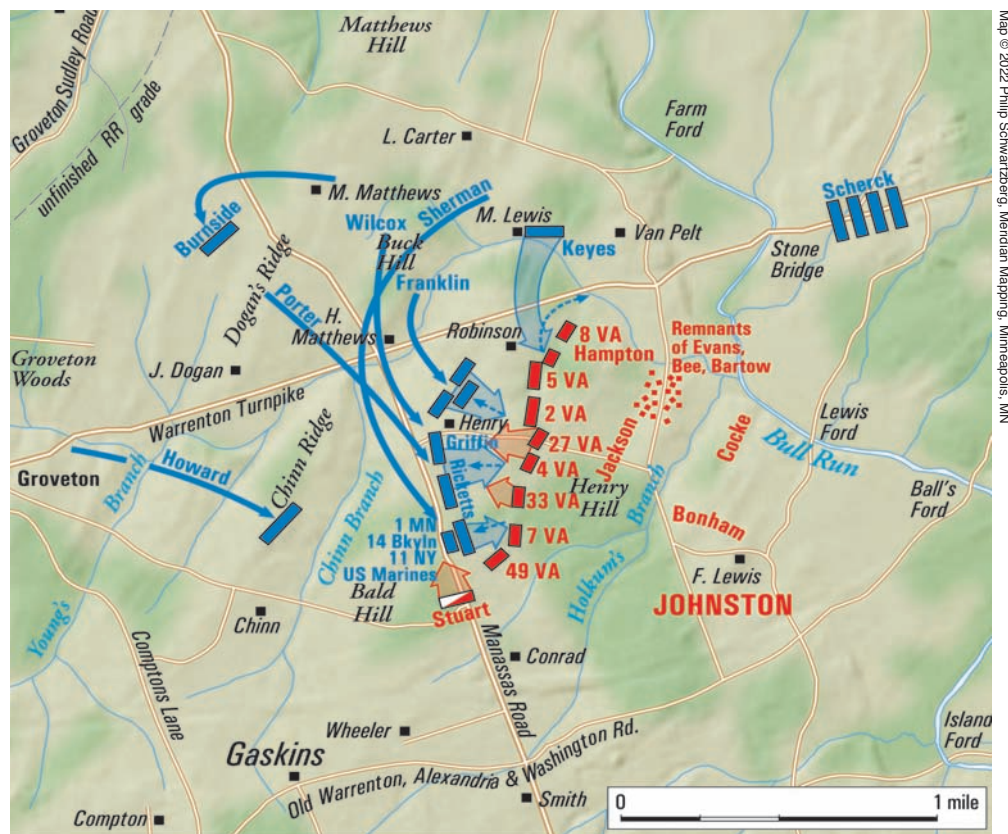 Map © 2022 Philip Schwartzberg, Meridian Mapping, Minneapolis, MN
Groveton Sudley Road
unfinished RR grade
Matthews
Hill
L. Carter
Farm
Ford
M. Matthews
Burnside
Wilcox
Sherman
Buck
Hill
M. Lewis
Keyes
Van Pelt
Scherck
Stone
Bridge
Dogan's Ridge
Porter
Franklin
H.
Matthews
Robinson
8 VA
Hampton
Remnants
of Evans,
Bee, Bartow
Groveton
Woods
J. Dogan
5 VA
Warrenton Turnpike
2 VA
Henry
Griffin
27 VA
Jackson
Cocke
Lewis
Ford
Bull Run
Groveton
Branch
Howard
Chinn Ridge
Ricketts
4 VA
Henry
Hill
Branch
Ball's
Ford
33 VA
Chinn Branch
1 MN
14 Bkyln
11 NY
US Marines
7 VA
Bonham
49 VA
F. Lewis
Bald
Hill
Holkum's
JOHNSTON
Stuart
Young's
Chinn
Comptons Lane
Manassas Road
Conrad
Wheeler
Island
Ford
Gaskins
Old Warrenton, Alexandria & Washington Rd.
Smith
Compton
0
1 mile